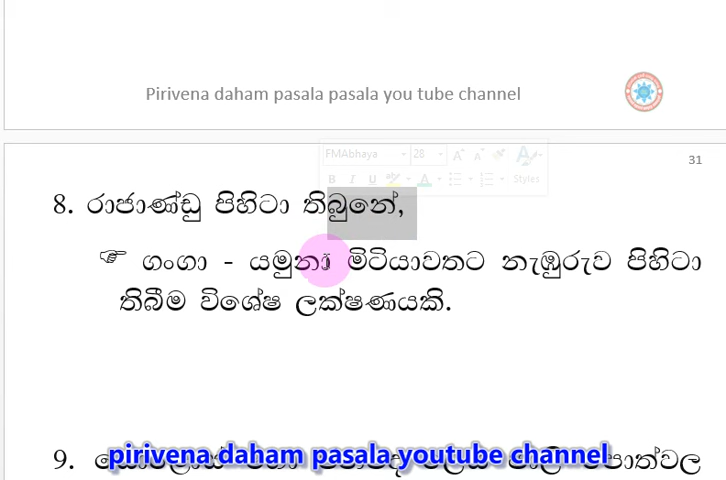 Pirivena daham pasala pasala you tube channel
31
FMAbhaya 28
B I U Styles
8. රාජාණ්ඩු පිහිටා තිබුනේ,
ගංගා - යමුනා මිටියාවතට නැඹුරුව පිහිටා
තිබීම විශේෂ ලක්ෂණයකි.
pirivena daham pasala youtube channel
9. පොත්වල